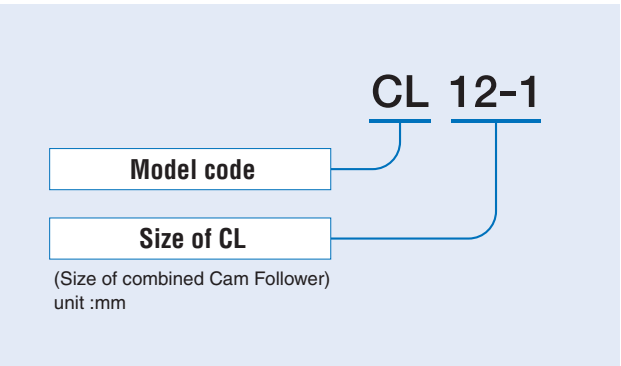 CL 12-1
Model code
Size of CL
(Size of combined Cam Follower)
unit :mm